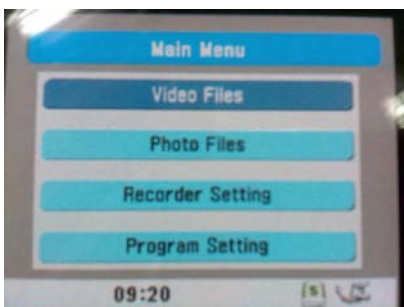 Main Menu
Video Files
Photo Files
Recorder Setting
Program Setting
09:20
[S]